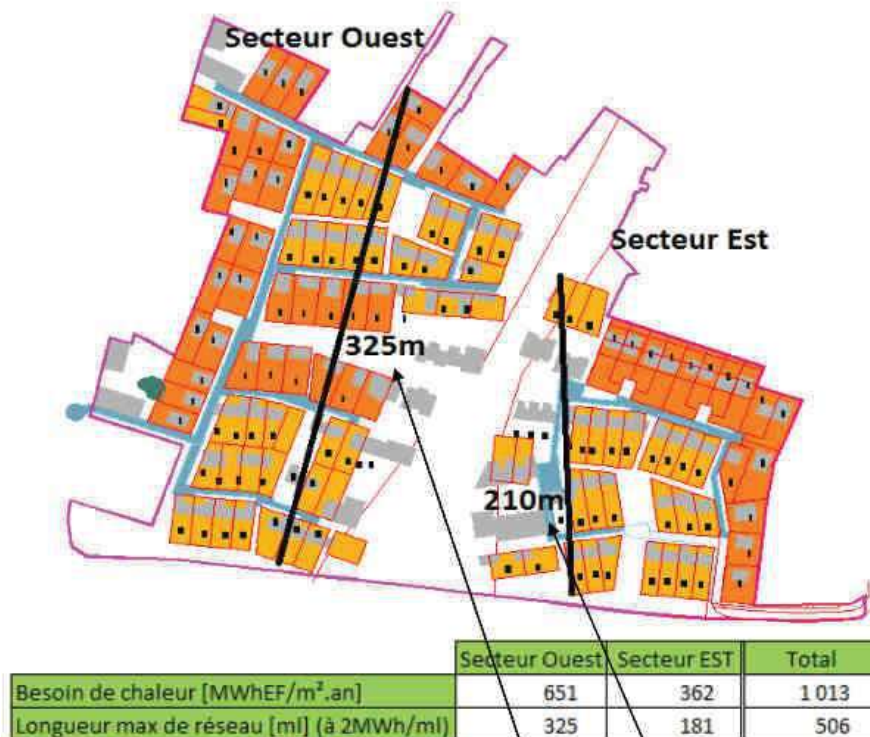 Secteur Ouest
Secteur Est
325m
210m
Secteur Ouest Secteur EST Total
Besoin de chaleur [MWhEF/m².an] 651 362 1 013
Longueur max de réseau [ml] (à 2MWh/ml) 325 181 506